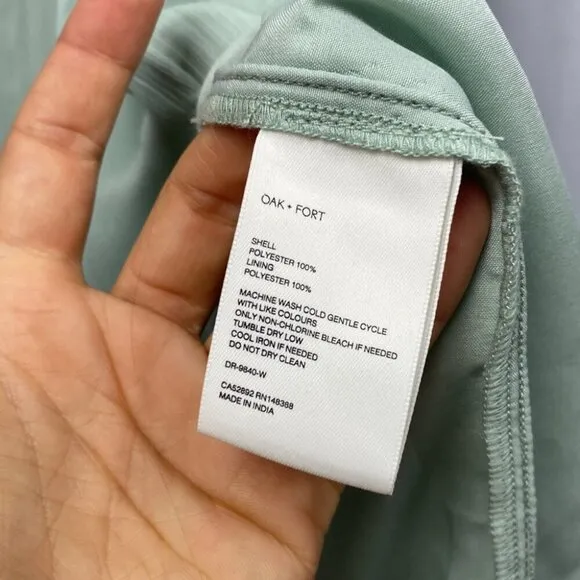 OAK + FORT
SHELL
POLYESTER 100%
LINING
POLYESTER 100%
MACHINE WASH COLD GENTLE CYCLE
WITH LIKE COLOURS
ONLY NON-CHLORINE BLEACH IF NEEDED
TUMBLE DRY LOW
COOL IRON IF NEEDED
DO NOT DRY CLEAN
DR-9840-W
CA52892 RN148388
MADE IN INDIA